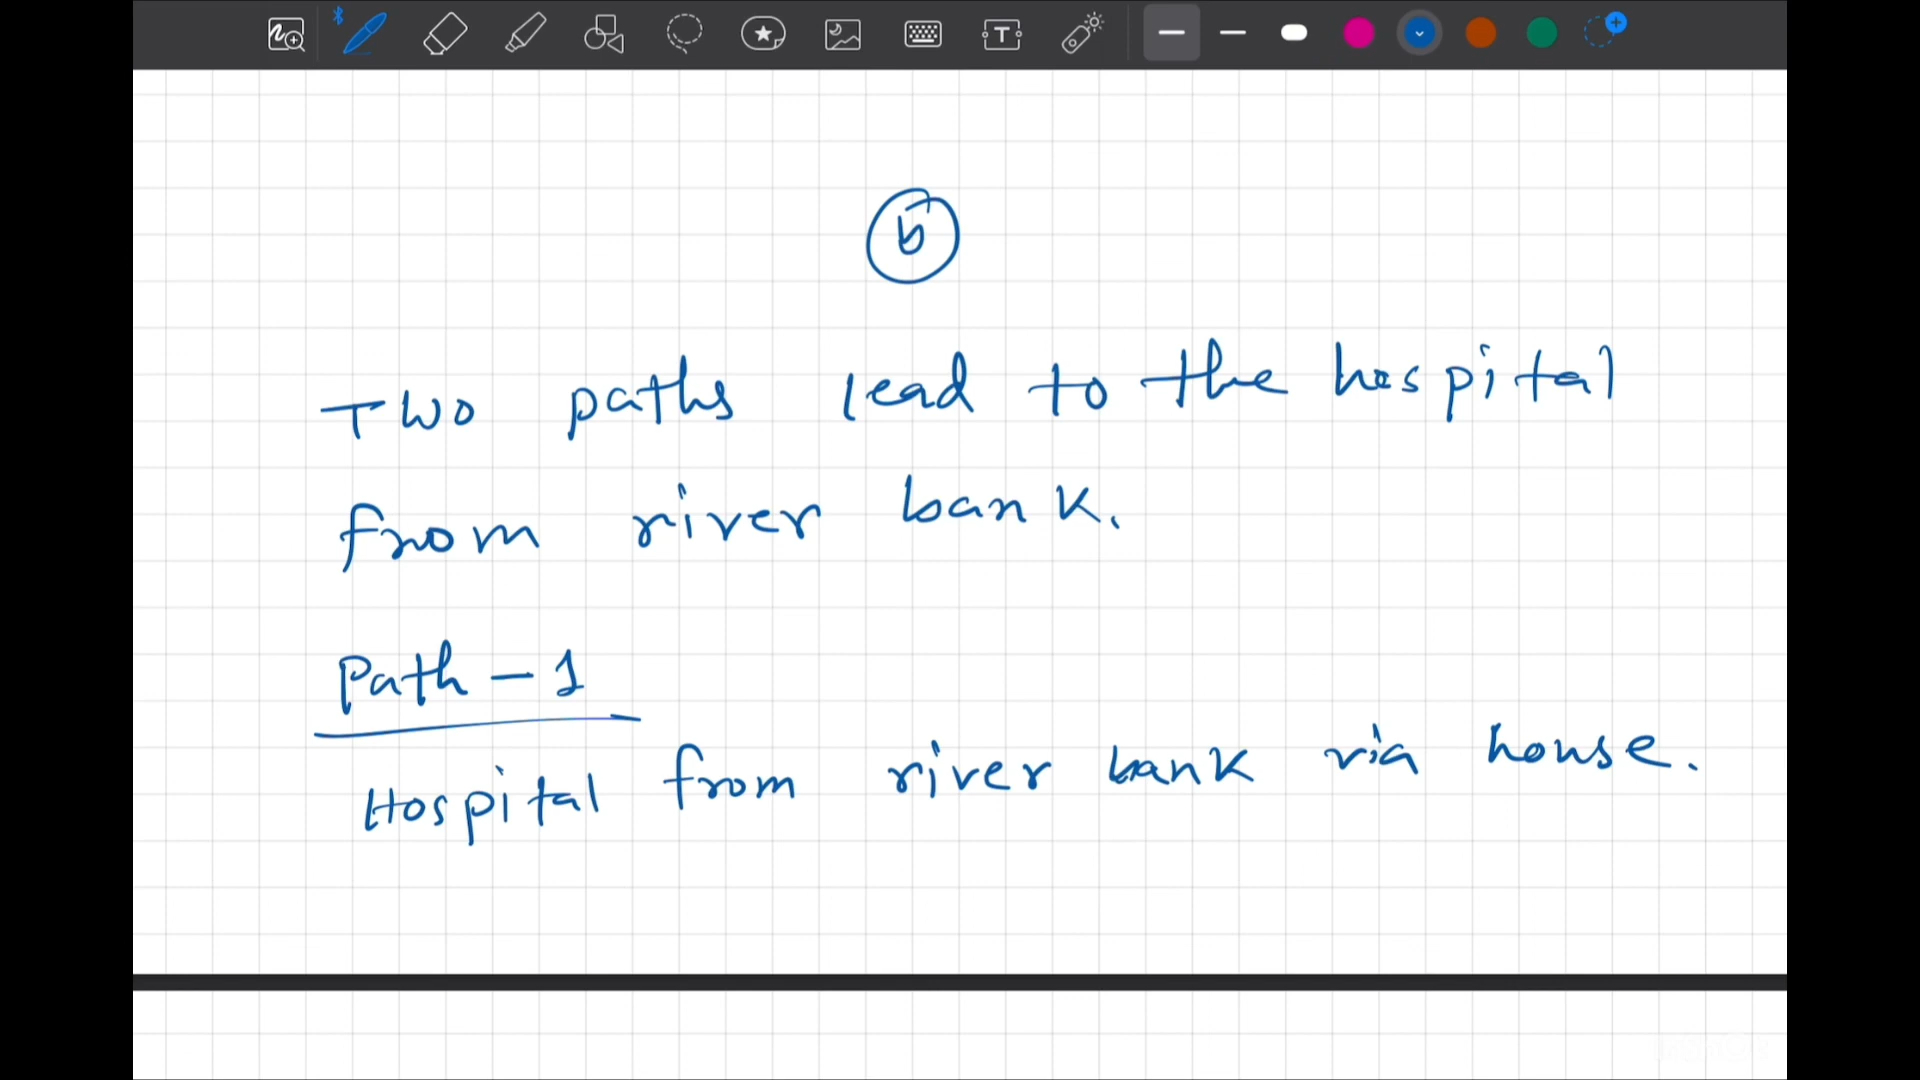 b
Two paths lead to the hospital
from river bank.
Path - 1
Hospital from river bank via house.